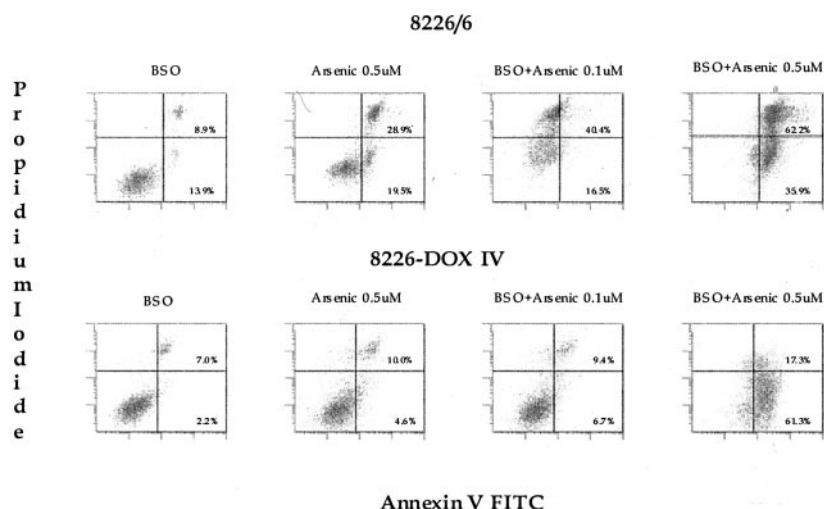 8226/6
Propidium Iodide
BSO
Arsenic 0.5uM
BSO+Arsenic 0.1uM
BSO+Arsenic 0.5uM
8.9%
28.9%
40.4%
62.2%
13.9%
19.5%
16.5%
35.9%
8226-DOX IV
BSO
Arsenic 0.5uM
BSO+Arsenic 0.1uM
BSO+Arsenic 0.5uM
7.0%
10.0%
9.4%
17.3%
2.2%
4.6%
6.7%
61.3%
Annexin V FITC